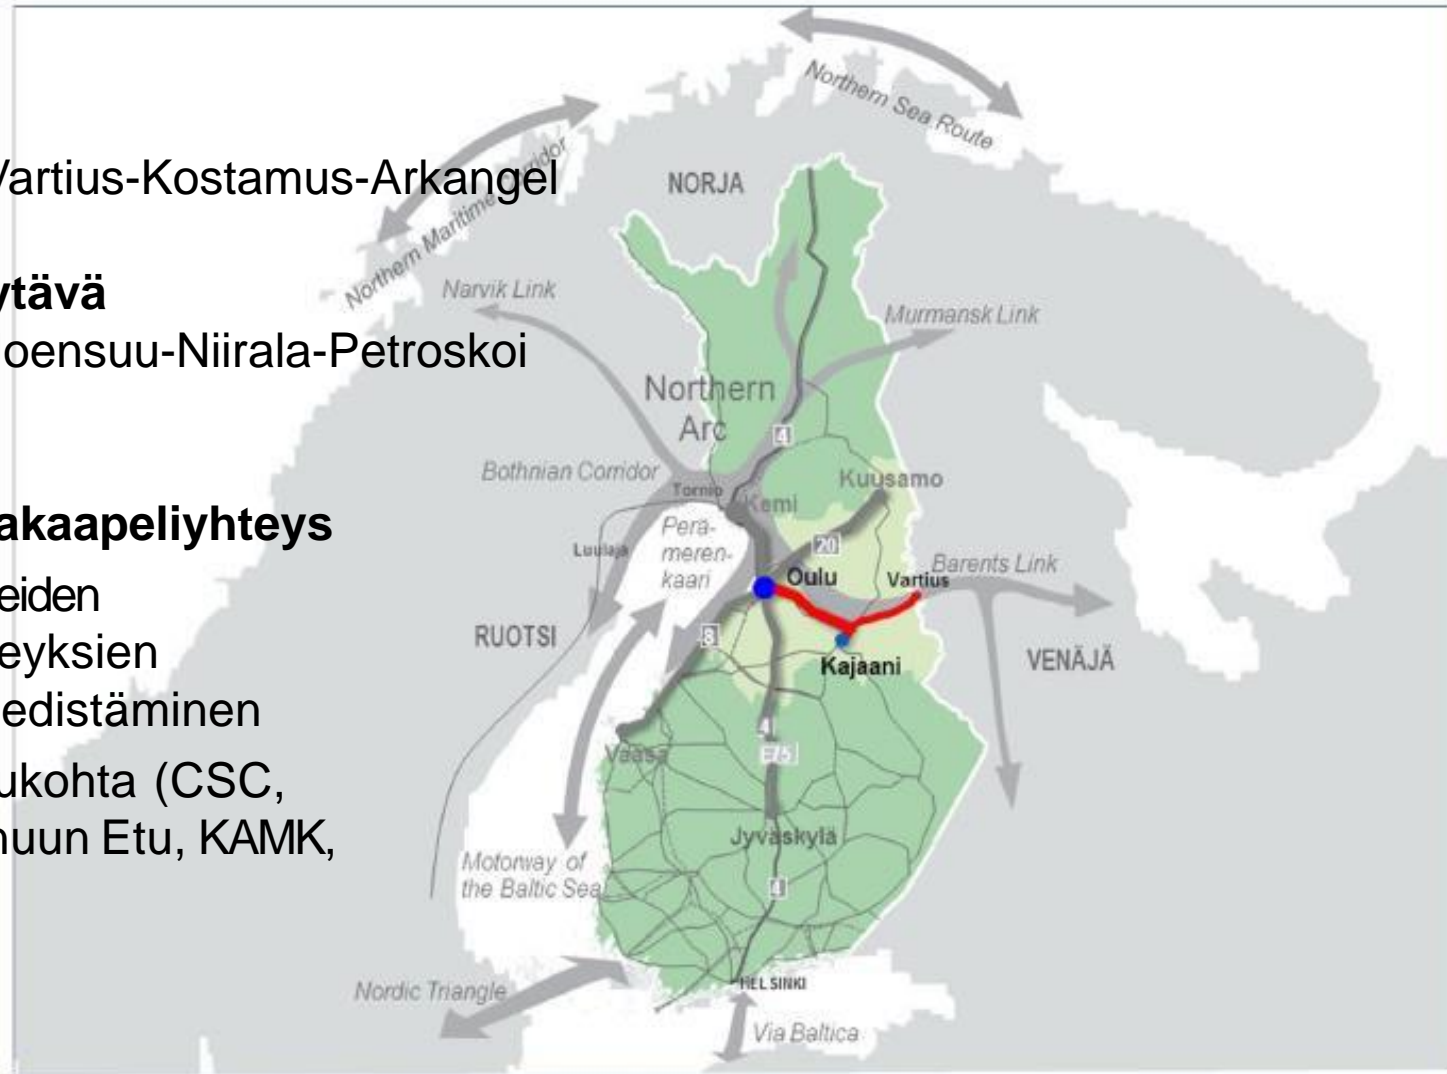 Vartius-Kostamus-Arkangel
ytävä
oensuu-Niirala-Petroskoi
akaapeliyhteys
eiden
eyksien
edistäminen
ukohta (CSC,
nuun Etu, KAMK,
Northern Sea Route
Northern Maritime Corridor
NORJA
Narvik Link
Murmansk Link
Northern
Arc
4
Bothnian Corridor
Tornio
Kemi
Kuusamo
Perä-
meren-
kaari
Luulaja
20
Oulu
Vartius
Barents Link
RUOTSI
8
Kajaani
VENÄJÄ
4
E75
Vaasa
Jyväskylä
Motorway of
the Baltic Sea
4
Nordic Triangle
HELSINKI
Via Baltica